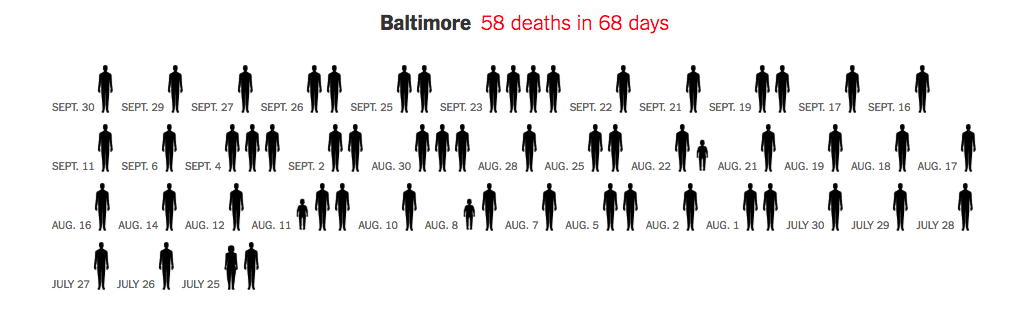 Baltimore 58 deaths in 68 days
SEPT. 30 SEPT. 29 SEPT. 27 SEPT. 26 SEPT. 25 SEPT. 23 SEPT. 22 SEPT. 21 SEPT. 19 SEPT. 17 SEPT. 16
SEPT. 11 SEPT. 6 SEPT. 4 SEPT. 2 AUG. 30 AUG. 28 AUG. 25 AUG. 22 AUG. 21 AUG. 19 AUG. 18 AUG. 17
AUG. 16 AUG. 14 AUG. 12 AUG. 11 AUG. 10 AUG. 8 AUG. 7 AUG. 5 AUG. 2 AUG. 1 JULY 30 JULY 29 JULY 28
JULY 27 JULY 26 JULY 25